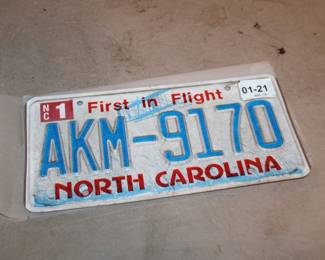 NC 1 First in Flight 01-21
AKM-9170
NORTH CAROLINA